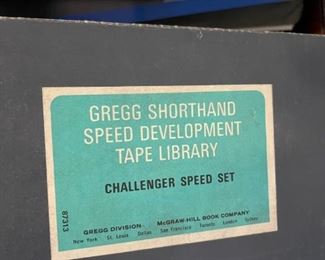 GREGG SHORTHAND
SPEED DEVELOPMENT
TAPE LIBRARY
CHALLENGER SPEED SET
87313
GREGG DIVISION McGRAW-HILL BOOK COMPANY
New York St. Louis Dallas San Francisco Toronto London Sydney